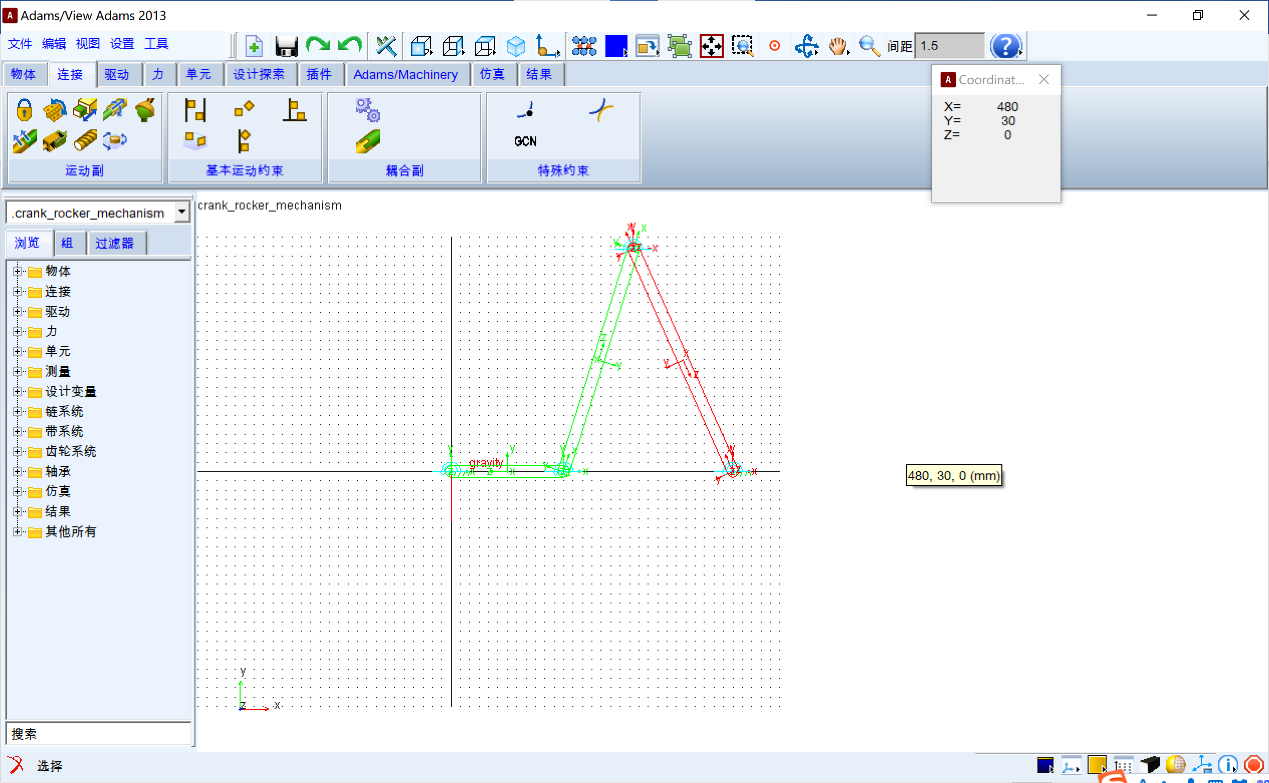 Adams/View Adams 2013
文件 编辑 视图 设置 工具
间距 1.5
物体 连接 驱动 力 单元 设计探索 插件 Adams/Machinery 仿真 结果
Coordinat...
X= 480
Y= 30
Z= 0
GCN
运动副 基本运动约束 耦合副 特殊约束
.crank_rocker_mechanism
crank_rocker_mechanism
浏览 组 过滤器
物体
连接
驱动
力
单元
测量
设计变量
链系统
带系统
齿轮系统
轴承
仿真
结果
其他所有
gravity
480, 30, 0 (mm)
y
z x
搜索
选择